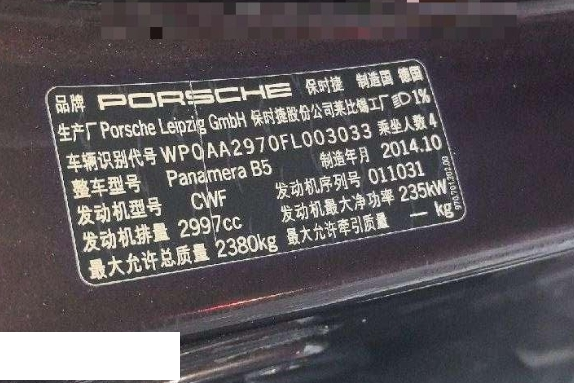 品牌 PORSCHE 保时捷 制造国 德国
生产厂 Porsche Leipzig GmbH 保时捷股份公司莱比锡工厂 1%
车辆识别代号 WP0AA2970FL003033 乘坐人数 4
整车型号 Panamera B5 制造年月 2014.10
发动机型号 CWF 发动机序列号 011031
发动机排量 2997cc 发动机最大净功率 235kW
最大允许总质量 2380kg 最大允许牵引质量 — kg